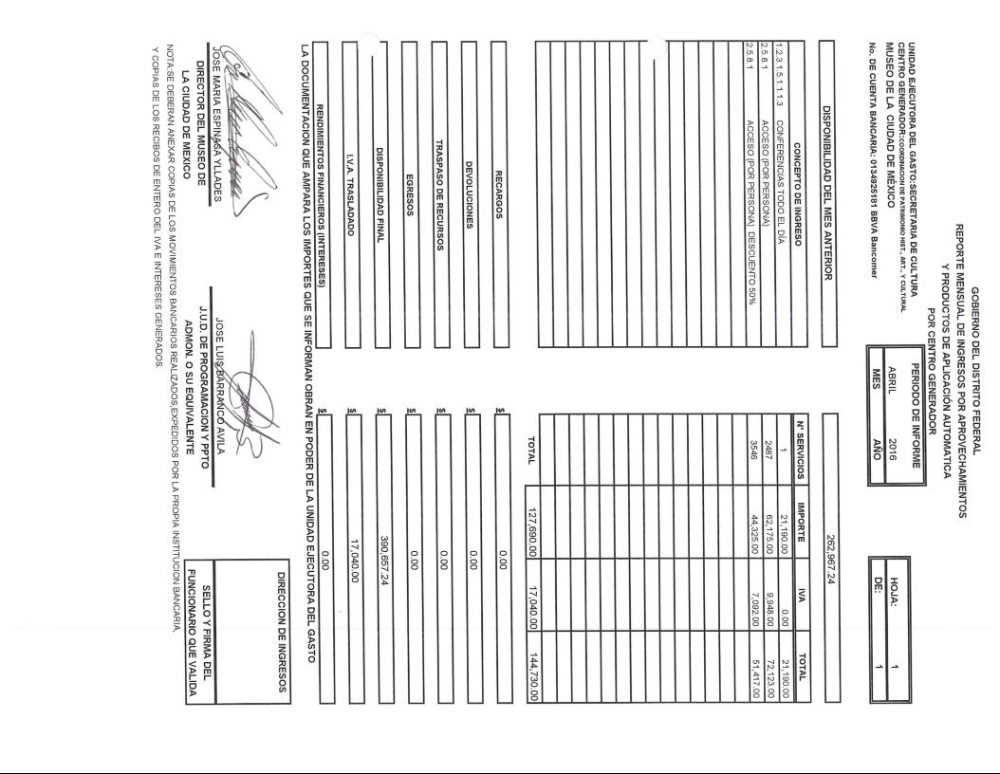 GOBIERNO DEL DISTRITO FEDERAL
REPORTE MENSUAL DE INGRESOS POR APROVECHAMIENTOS
Y PRODUCTOS DE APLICACIÓN AUTOMATICA
POR CENTRO GENERADOR
UNIDAD EJECUTORA DEL GASTO:SECRETARIA DE CULTURA
CENTRO GENERADOR:COORDINACION DE PATRIMONIO HIST., ART., Y CULTURAL
MUSEO DE LA CIUDAD DE MÉXICO
No. DE CUENTA BANCARIA: 0134925181 BBVA Bancomer
PERIODO DE INFORME
ABRIL 2016
MES AÑO
HOJA: 1
DE: 1
DISPONIBILIDAD DEL MES ANTERIOR 262,967.24
CONCEPTO DE INGRESO N° SERVICIOS IMPORTE IVA TOTAL
1.2.3.1.5.1.1.1.3 CONFERENCIAS TODO EL DÍA 1 21,190.00 0.00 21,190.00
2.5.8.1 ACCESO (POR PERSONA) 2487 62,175.00 9,948.00 72,123.00
2.5.8.1 ACCESO (POR PERSONA) DESCUENTO 50% 3546 44,325.00 7,092.00 51,417.00
TOTAL 127,690.00 17,040.00 144,730.00
RECARGOS $ 0.00
DEVOLUCIONES $ 0.00
TRASPASO DE RECURSOS $ 0.00
EGRESOS $ 0.00
DISPONIBILIDAD FINAL $ 390,657.24
I.V.A. TRASLADADO $ 17,040.00
RENDIMIENTOS FINANCIEROS (INTERESES) $ 0.00
LA DOCUMENTACION QUE AMPARA LOS IMPORTES QUE SE INFORMAN OBRAN EN PODER DE LA UNIDAD EJECUTORA DEL GASTO
JOSE MARIA ESPINASA YLLADES
DIRECTOR DEL MUSEO DE
LA CIUDAD DE MEXICO
JOSE LUIS BARRANCO AVILA
J.U.D. DE PROGRAMACION Y PPTO
ADMON. O SU EQUIVALENTE
DIRECCION DE INGRESOS
SELLO Y FIRMA DEL
FUNCIONARIO QUE VALIDA
NOTA:SE DEBERAN ANEXAR COPIAS DE LOS MOVIMIENTOS BANCARIOS REALIZADOS,EXPEDIDOS POR LA PROPIA INSTITUCION BANCARIA,
Y COPIAS DE LOS RECIBOS DE ENTERO DEL IVA E INTERESES GENERADOS.